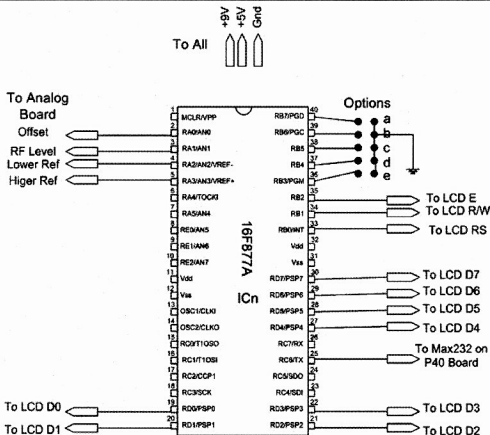 +9V
+5V
Gnd
To All
To Analog
Board
Offset
RF Level
Lower Ref
Higer Ref
Options
a
b
c
d
e
1 MCLR/VPP RB7/PGD 40
2 RA0/AN0 RB6/PGC 39
3 RA1/AN1 RB5 38
4 RA2/AN2/VREF- RB4 37
5 RA3/AN3/VREF+ RB3/PGM 36
6 RA4/TOCKI RB2 35 To LCD E
7 RA5/AN4 RB1 34 To LCD R/W
8 RE0/AN5 RB0/INT 33 To LCD RS
9 RE1/AN6 Vdd 32
10 RE2/AN7 Vss 31
11 Vdd RD7/PSP7 30 To LCD D7
12 Vss RD6/PSP6 29 To LCD D6
13 OSC1/CLKI RD5/PSP5 28 To LCD D5
14 OSC2/CLKO RD4/PSP4 27 To LCD D4
15 RC0/T1OSO RC7/RX 26
16 RC1/T1OSI RC6/TX 25 To Max232 on
P40 Board
17 RC2/CCP1 RC5/SDO 24
18 RC3/SCK RC4/SDI 23
To LCD D0 19 RD0/PSP0 RD3/PSP3 22 To LCD D3
To LCD D1 20 RD1/PSP1 RD2/PSP2 21 To LCD D2
16F877A
ICn